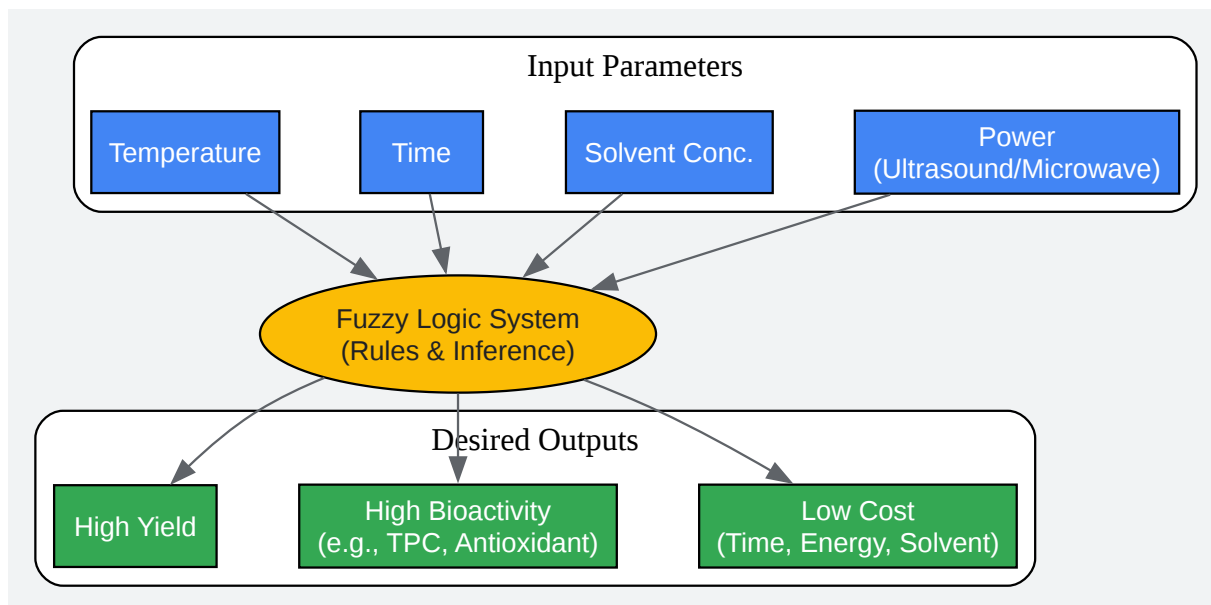 Input Parameters
Temperature
Time
Solvent Conc.
Power
(Ultrasound/Microwave)
Fuzzy Logic System
(Rules & Inference)
Desired Outputs
High Yield
High Bioactivity
(e.g., TPC, Antioxidant)
Low Cost
(Time, Energy, Solvent)